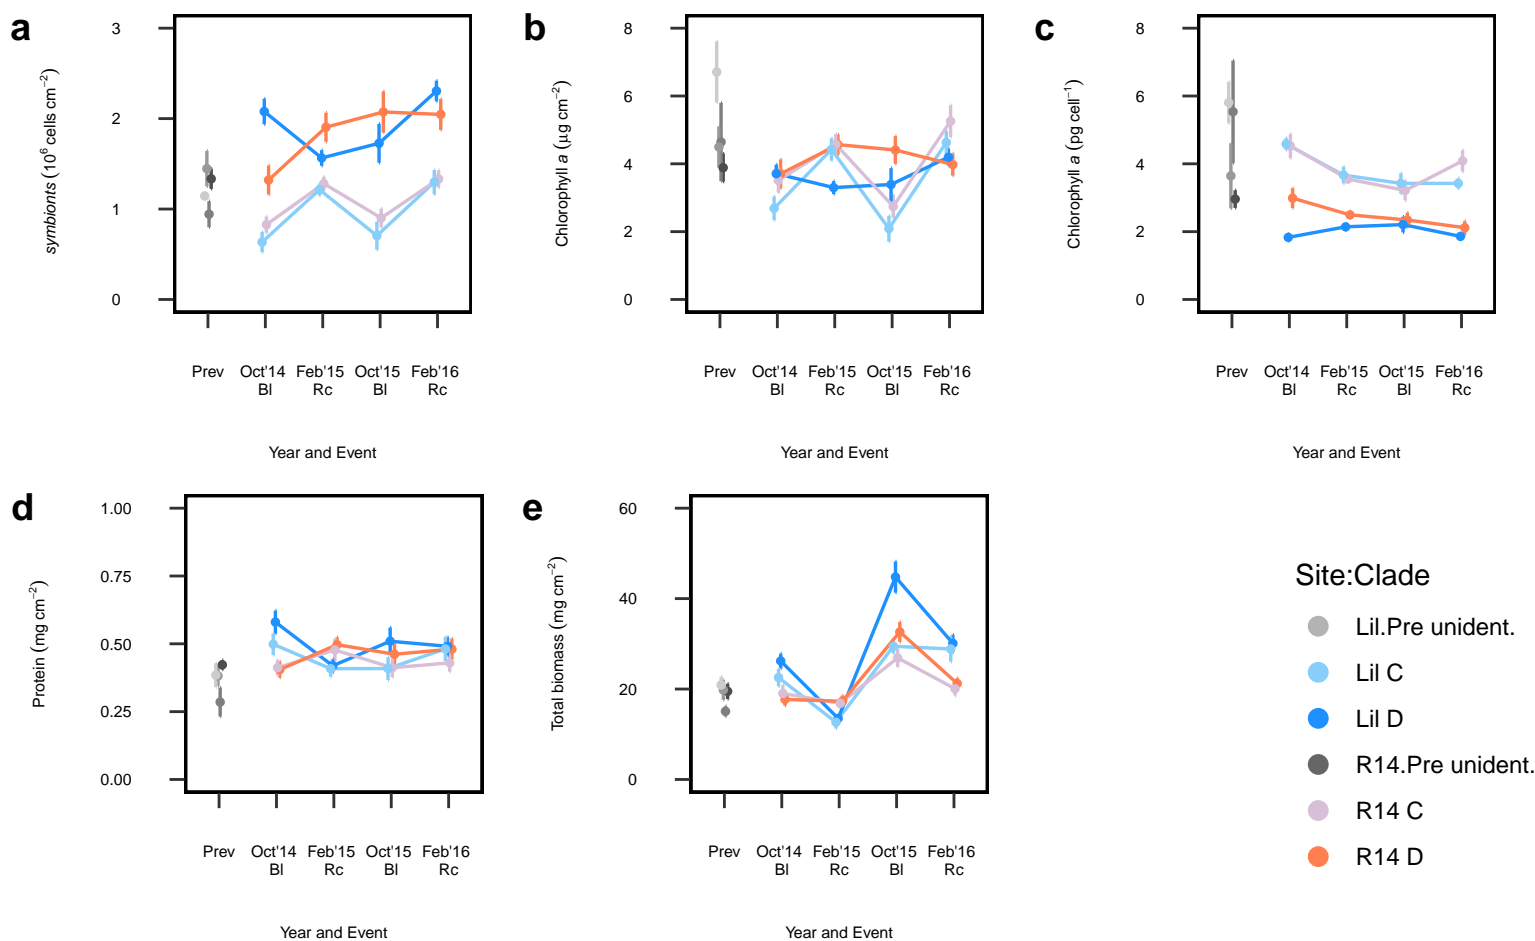 a
3
2
1
0
symbionts (10⁶ cells cm⁻²)
Prev Oct'14 Feb'15 Oct'15 Feb'16
Bl Rc Bl Rc
Year and Event
b
8
6
4
2
0
Chlorophyll a (µg cm⁻²)
Prev Oct'14 Feb'15 Oct'15 Feb'16
Bl Rc Bl Rc
Year and Event
c
8
6
4
2
0
Chlorophyll a (pg cell⁻¹)
Prev Oct'14 Feb'15 Oct'15 Feb'16
Bl Rc Bl Rc
Year and Event
d
1.00
0.75
0.50
0.25
0.00
Protein (mg cm⁻²)
Prev Oct'14 Feb'15 Oct'15 Feb'16
Bl Rc Bl Rc
Year and Event
e
60
40
20
0
Total biomass (mg cm⁻²)
Prev Oct'14 Feb'15 Oct'15 Feb'16
Bl Rc Bl Rc
Year and Event
Site:Clade
Lil.Pre unident.
Lil C
Lil D
R14.Pre unident.
R14 C
R14 D